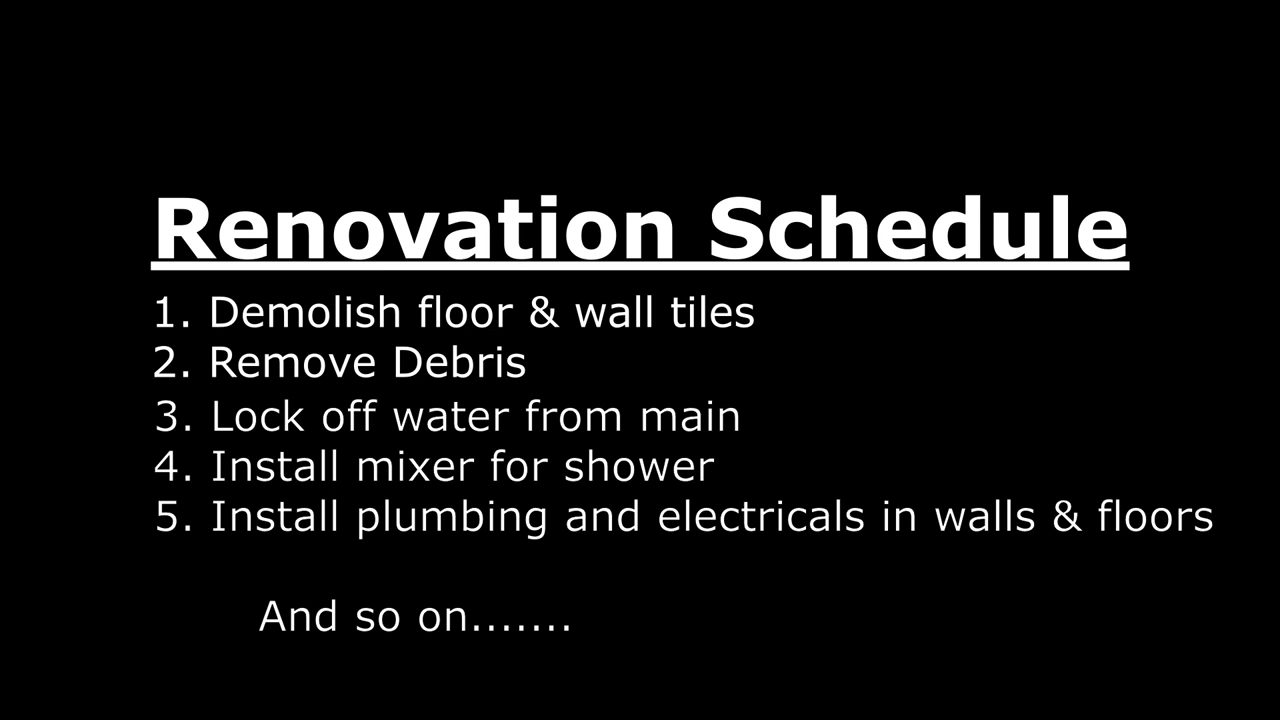 Renovation Schedule
1. Demolish floor & wall tiles
2. Remove Debris
3. Lock off water from main
4. Install mixer for shower
5. Install plumbing and electricals in walls & floors
And so on.......